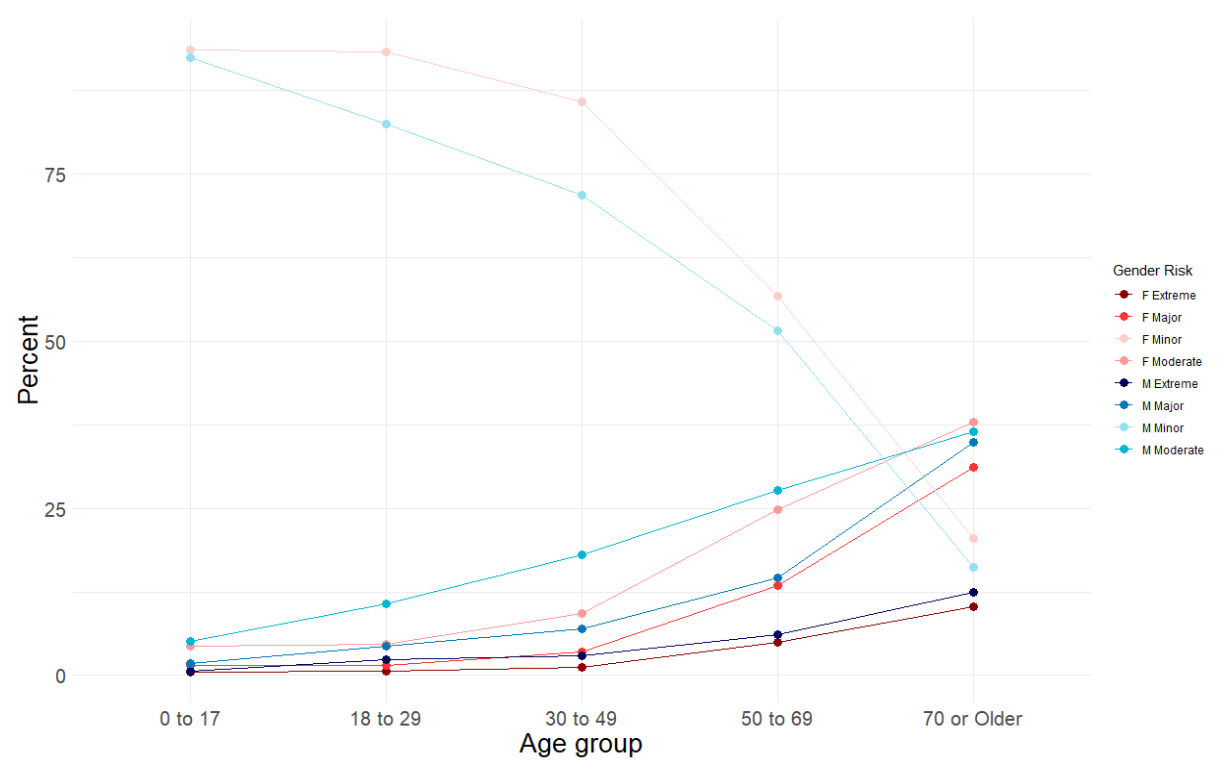 75
50
25
0
Percent
0 to 17
18 to 29
30 to 49
50 to 69
70 or Older
Age group
Gender Risk
F Extreme
F Major
F Minor
F Moderate
M Extreme
M Major
M Minor
M Moderate